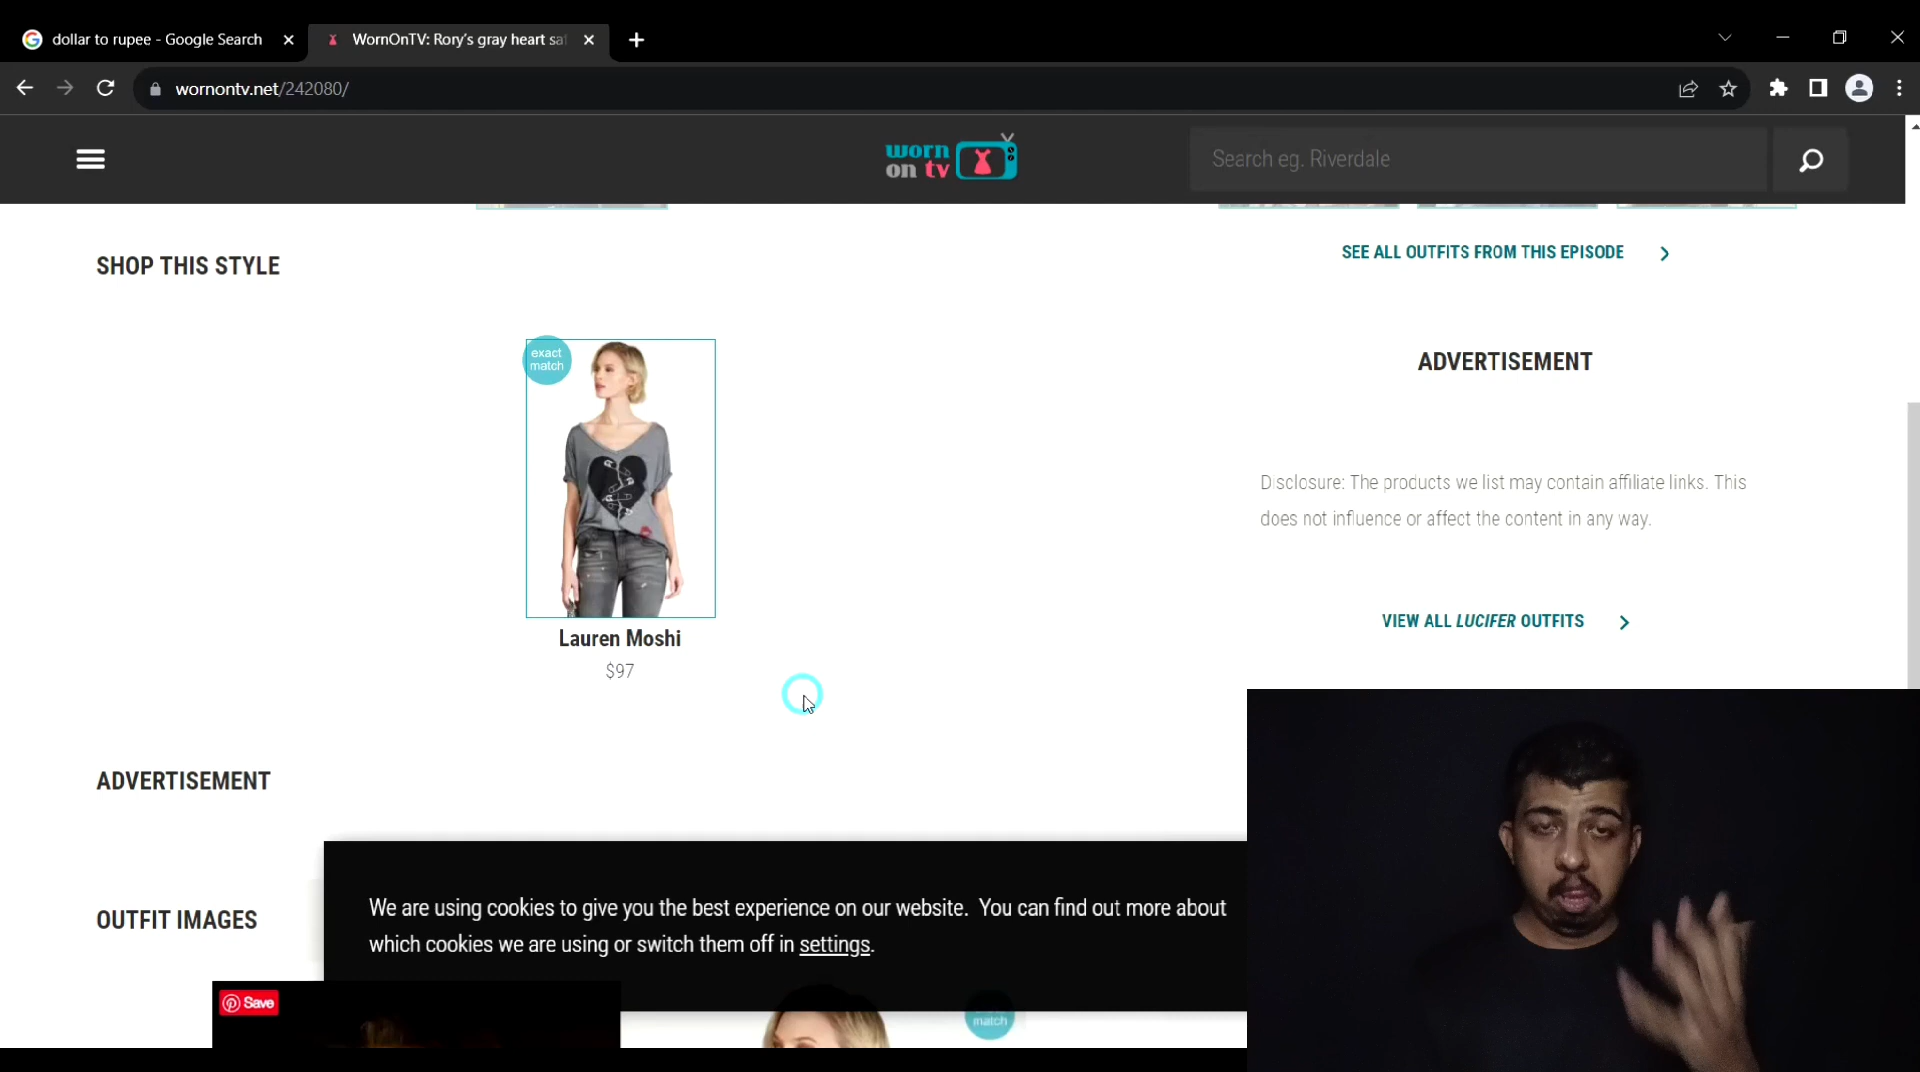 dollar to rupee - Google Search
WornOnTV: Rory's gray heart saf
wornontv.net/242080/
worn
on tv
Search eg. Riverdale
SEE ALL OUTFITS FROM THIS EPISODE
SHOP THIS STYLE
exact
match
ADVERTISEMENT
Disclosure: The products we list may contain affiliate links. This
does not influence or affect the content in any way.
VIEW ALL LUCIFER OUTFITS
Lauren Moshi
$97
ADVERTISEMENT
OUTFIT IMAGES
We are using cookies to give you the best experience on our website. You can find out more about
which cookies we are using or switch them off in settings.
Save
match